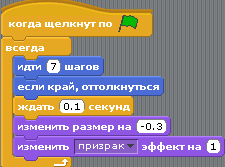 когда щелкнут по
всегда
идти 7 шагов
если край, оттолкнуться
ждать 0.1 секунд
изменить размер на -0.3
изменить призрак эффект на 1